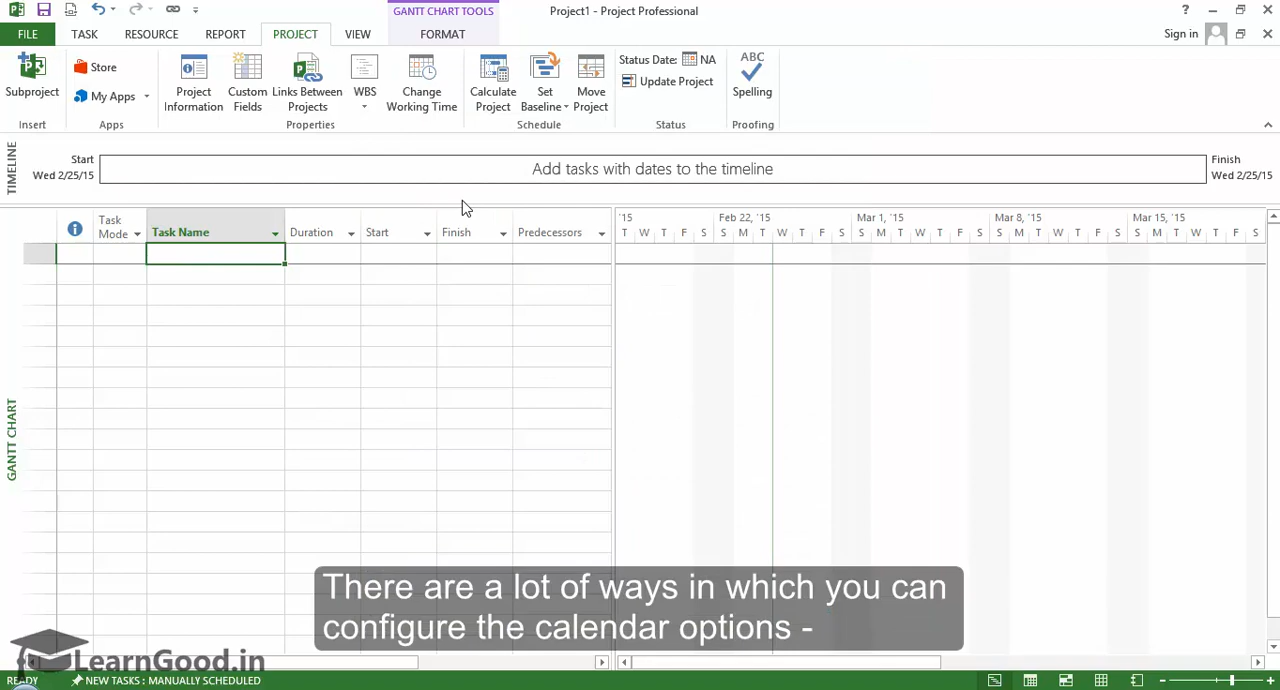 GANTT CHART TOOLS
Project1 - Project Professional
?
FILE
TASK
RESOURCE
REPORT
PROJECT
VIEW
FORMAT
Sign in
Subproject
Store
My Apps
Project Information
Custom Fields
Links Between Projects
WBS
Change Working Time
Calculate Project
Set Baseline
Move Project
Status Date:
NA
Update Project
ABC
Spelling
Insert
Apps
Properties
Schedule
Status
Proofing
TIMELINE
Start
Wed 2/25/15
Add tasks with dates to the timeline
Finish
Wed 2/25/15
Task Mode
Task Name
Duration
Start
Finish
Predecessors
'15
Feb 22, '15
Mar 1, '15
Mar 8, '15
Mar 15, '15
T W T F S S M T W T F S S M T W T F S S M T W T F S S M T W T F S
GANTT CHART
There are a lot of ways in which you can
configure the calendar options -
LearnGood.in
READY
NEW TASKS : MANUALLY SCHEDULED